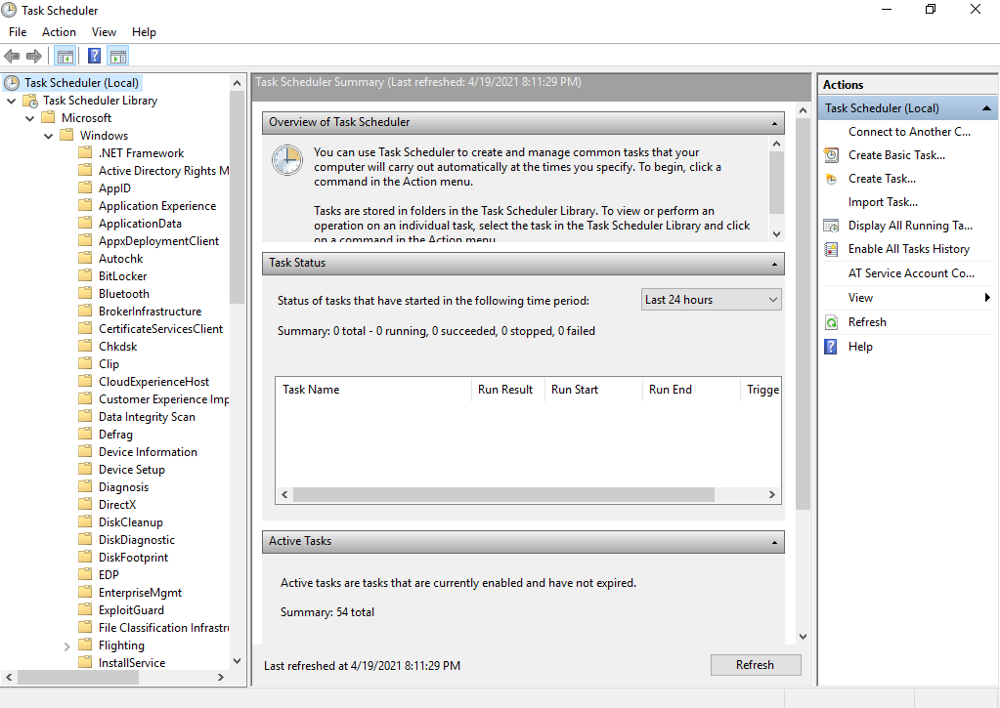 Task Scheduler
File Action View Help
Task Scheduler (Local)
Task Scheduler Library
Microsoft
Windows
.NET Framework
Active Directory Rights M
AppID
Application Experience
ApplicationData
AppxDeploymentClient
Autochk
BitLocker
Bluetooth
BrokerInfrastructure
CertificateServicesClient
Chkdsk
Clip
CloudExperienceHost
Customer Experience Imp
Data Integrity Scan
Defrag
Device Information
Device Setup
Diagnosis
DirectX
DiskCleanup
DiskDiagnostic
DiskFootprint
EDP
EnterpriseMgmt
ExploitGuard
File Classification Infrastru
Flighting
InstallService
Task Scheduler Summary (Last refreshed: 4/19/2021 8:11:29 PM)
Overview of Task Scheduler
You can use Task Scheduler to create and manage common tasks that your
computer will carry out automatically at the times you specify. To begin, click a
command in the Action menu.
Tasks are stored in folders in the Task Scheduler Library. To view or perform an
operation on an individual task, select the task in the Task Scheduler Library and click
on a command in the Action menu.
Task Status
Status of tasks that have started in the following time period:
Last 24 hours
Summary: 0 total - 0 running, 0 succeeded, 0 stopped, 0 failed
Task Name Run Result Run Start Run End Trigge
Active Tasks
Active tasks are tasks that are currently enabled and have not expired.
Summary: 54 total
Last refreshed at 4/19/2021 8:11:29 PM
Refresh
Actions
Task Scheduler (Local)
Connect to Another C...
Create Basic Task...
Create Task...
Import Task...
Display All Running Ta...
Enable All Tasks History
AT Service Account Co...
View
Refresh
Help